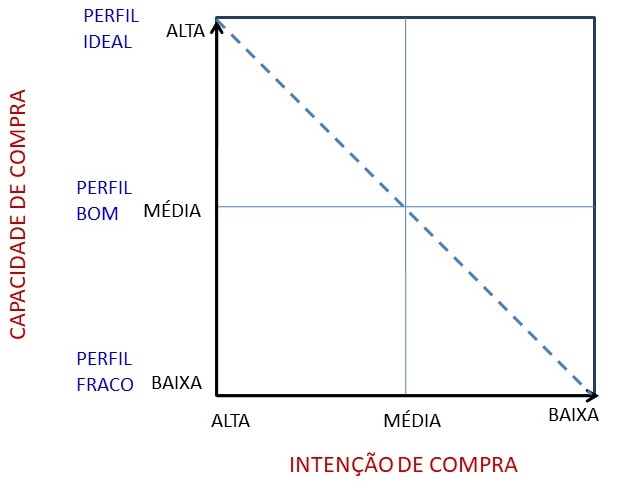 PERFIL
IDEAL
ALTA
CAPACIDADE DE COMPRA
PERFIL
BOM
MÉDIA
PERFIL
FRACO
BAIXA
ALTA
MÉDIA
BAIXA
INTENÇÃO DE COMPRA